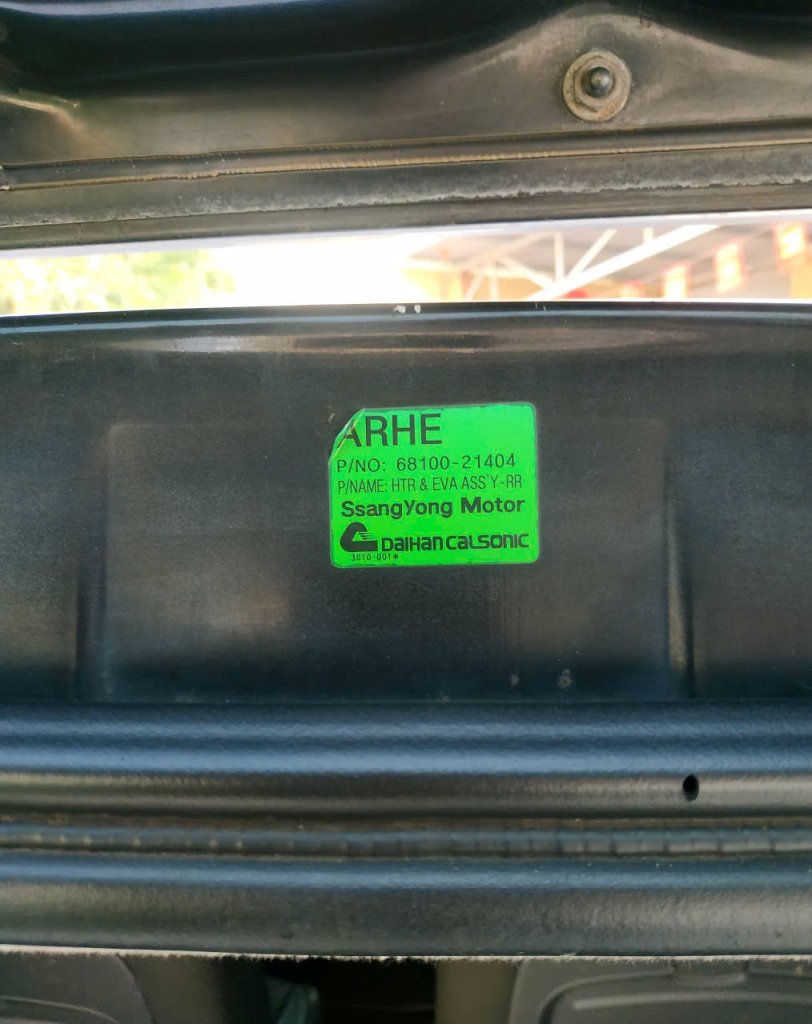 ARHE
P/NO: 68100-21404
P/NAME: HTR & EVA ASS'Y-RR
SsangYong Motor
DAIHAN CALSONIC
3010-001*